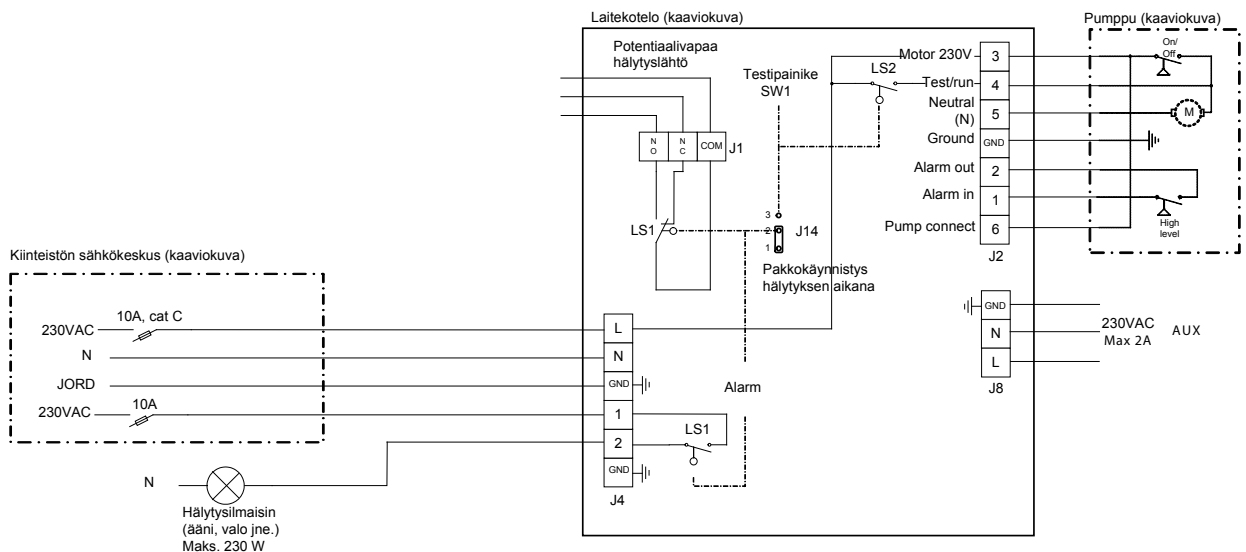 Laitekotelo (kaaviokuva)
Pumppu (kaaviokuva)
Potentiaalivapaa
hälytyslähtö
Testipainike
SW1
LS2
Motor 230V
3
Test/run
4
Neutral
(N)
5
Ground
GND
Alarm out
2
Alarm in
1
Pump connect
6
J2
On/
Off
M
High
level
N
O
N
C
COM
J1
LS1
3
2
1
J14
Pakkokäynnistys
hälytyksen aikana
Kiinteistön sähkökeskus (kaaviokuva)
230VAC
10A, cat C
N
JORD
230VAC
10A
L
N
GND
1
2
GND
J4
Alarm
LS1
GND
N
L
J8
230VAC
Max 2A
AUX
N
Hälytysilmaisin
(ääni, valo jne.)
Maks. 230 W